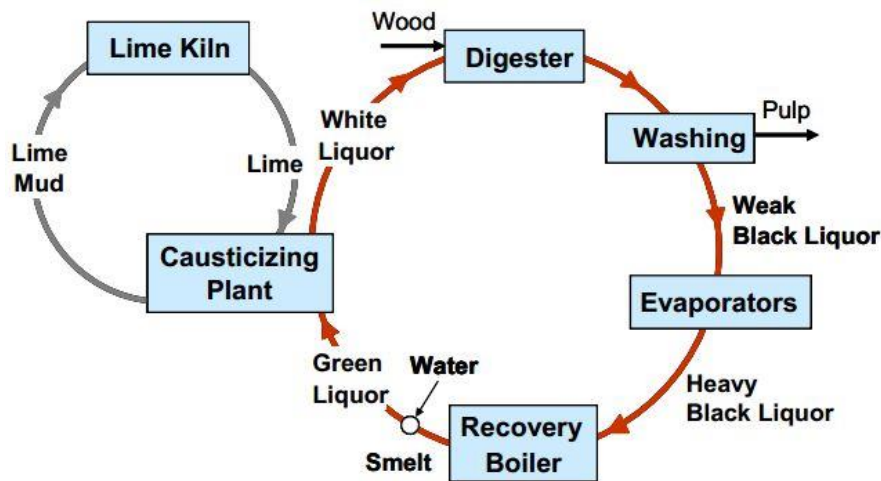 Wood
Lime Kiln
Digester
Pulp
White
Liquor
Washing
Lime
Mud
Lime
Weak
Black Liquor
Causticizing
Plant
Evaporators
Green
Liquor
Water
Heavy
Black Liquor
Recovery
Boiler
Smelt